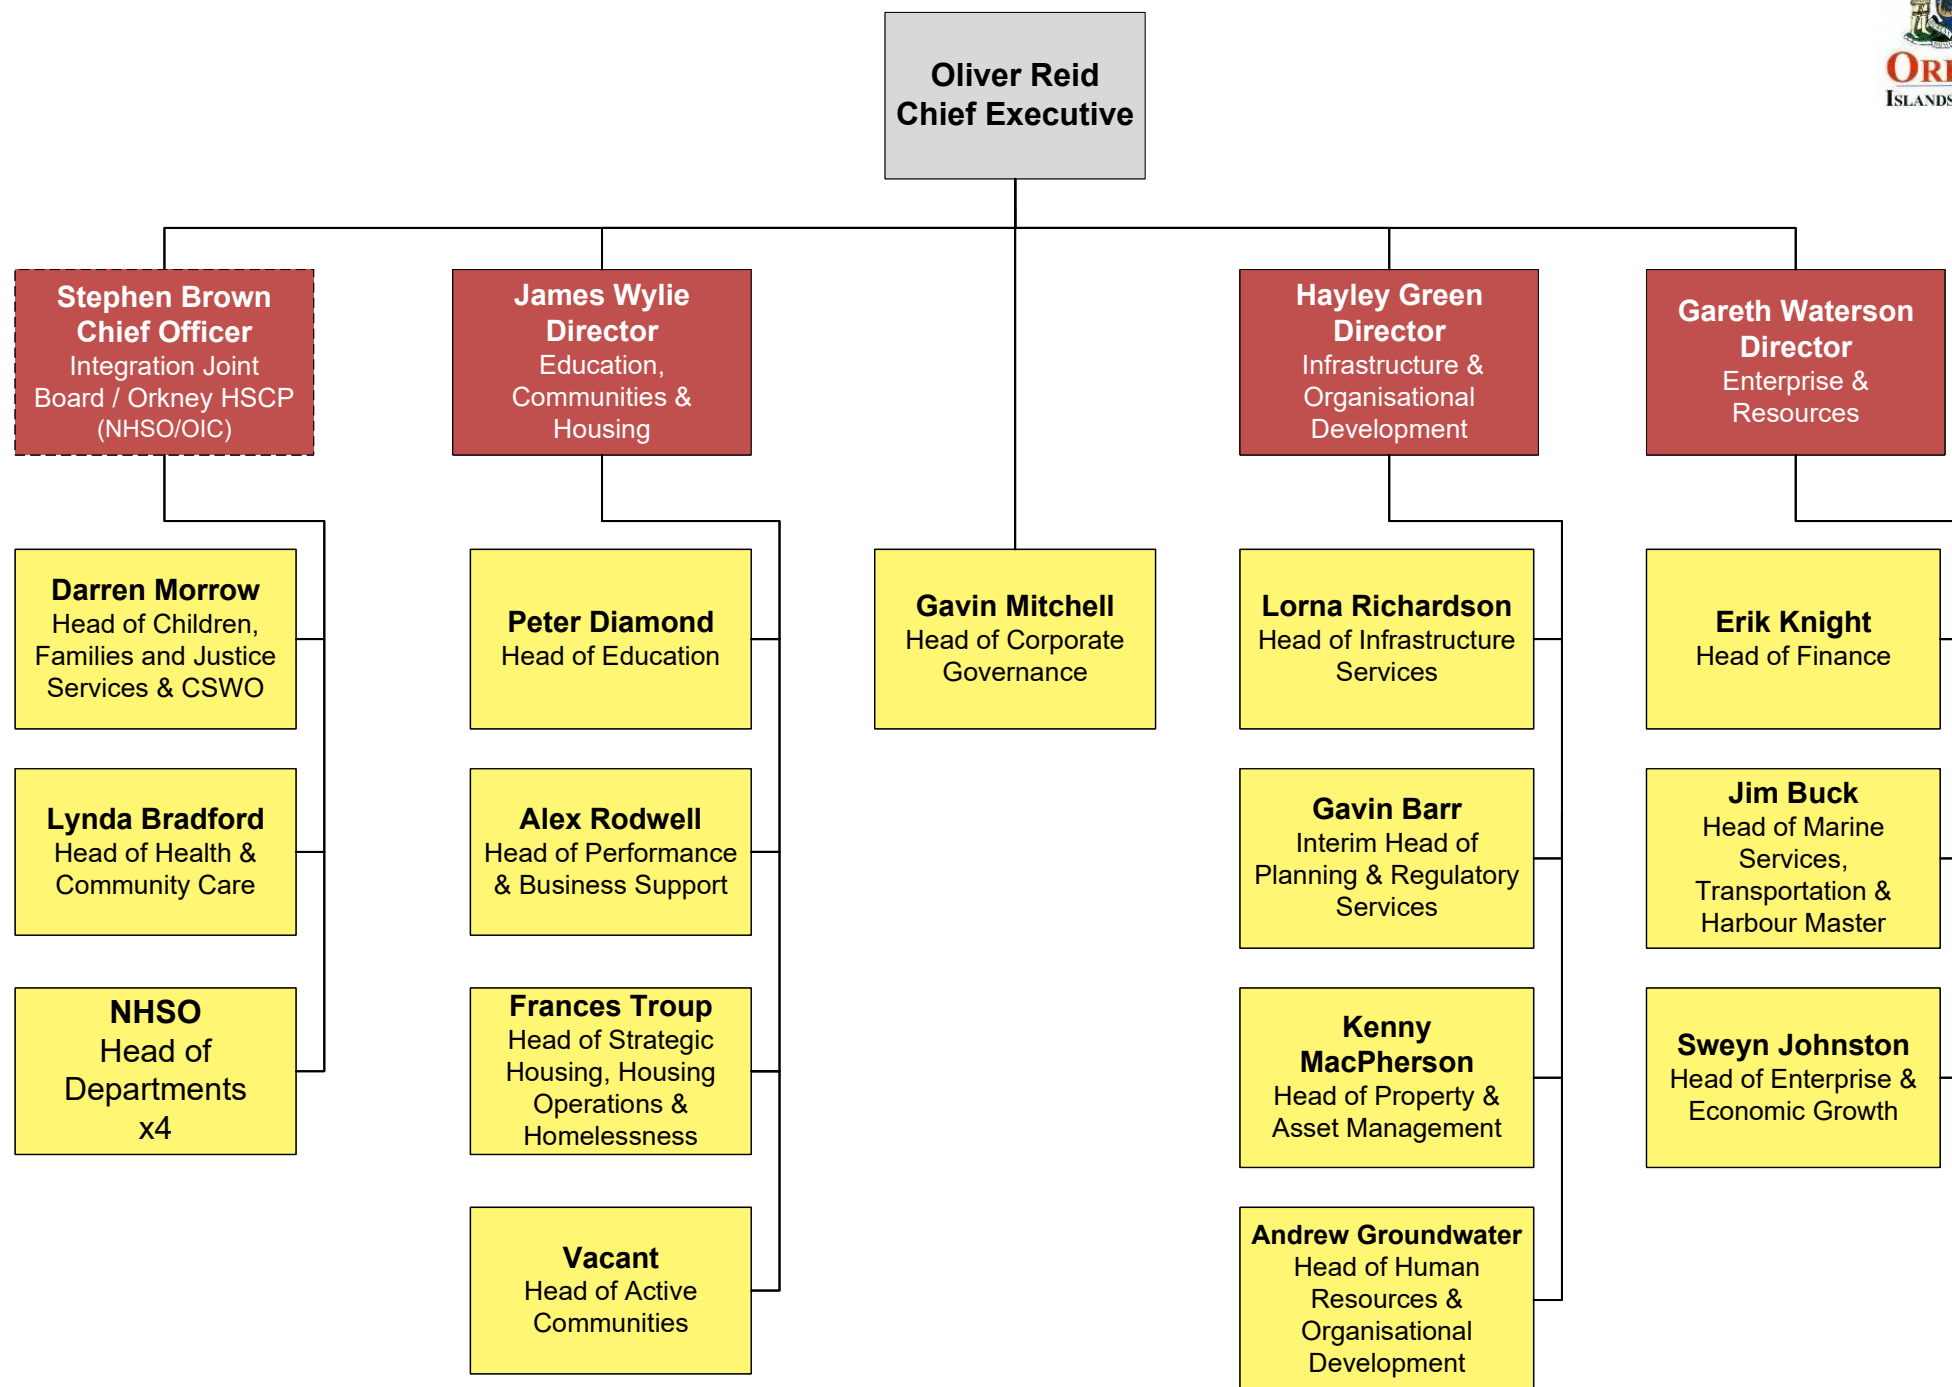 Oliver Reid
Chief Executive
ISLANDS
Stephen Brown
Chief Officer
Integration Joint
Board / Orkney HSCP
(NHSO/OIC)
James Wylie
Director
Education,
Communities &
Housing
Hayley Green
Director
Infrastructure &
Organisational
Development
Gareth Waterson
Director
Enterprise &
Resources
Darren Morrow
Head of Children,
Families and Justice
Services & CSWO
Peter Diamond
Head of Education
Gavin Mitchell
Head of Corporate
Governance
Lorna Richardson
Head of Infrastructure
Services
Erik Knight
Head of Finance
Lynda Bradford
Head of Health &
Community Care
Alex Rodwell
Head of Performance
& Business Support
Gavin Barr
Interim Head of
Planning & Regulatory
Services
Jim Buck
Head of Marine
Services,
Transportation &
Harbour Master
NHSO
Head of
Departments
x4
Frances Troup
Head of Strategic
Housing, Housing
Operations &
Homelessness
Kenny
MacPherson
Head of Property &
Asset Management
Sweyn Johnston
Head of Enterprise &
Economic Growth
Vacant
Head of Active
Communities
Andrew Groundwater
Head of Human
Resources &
Organisational
Development